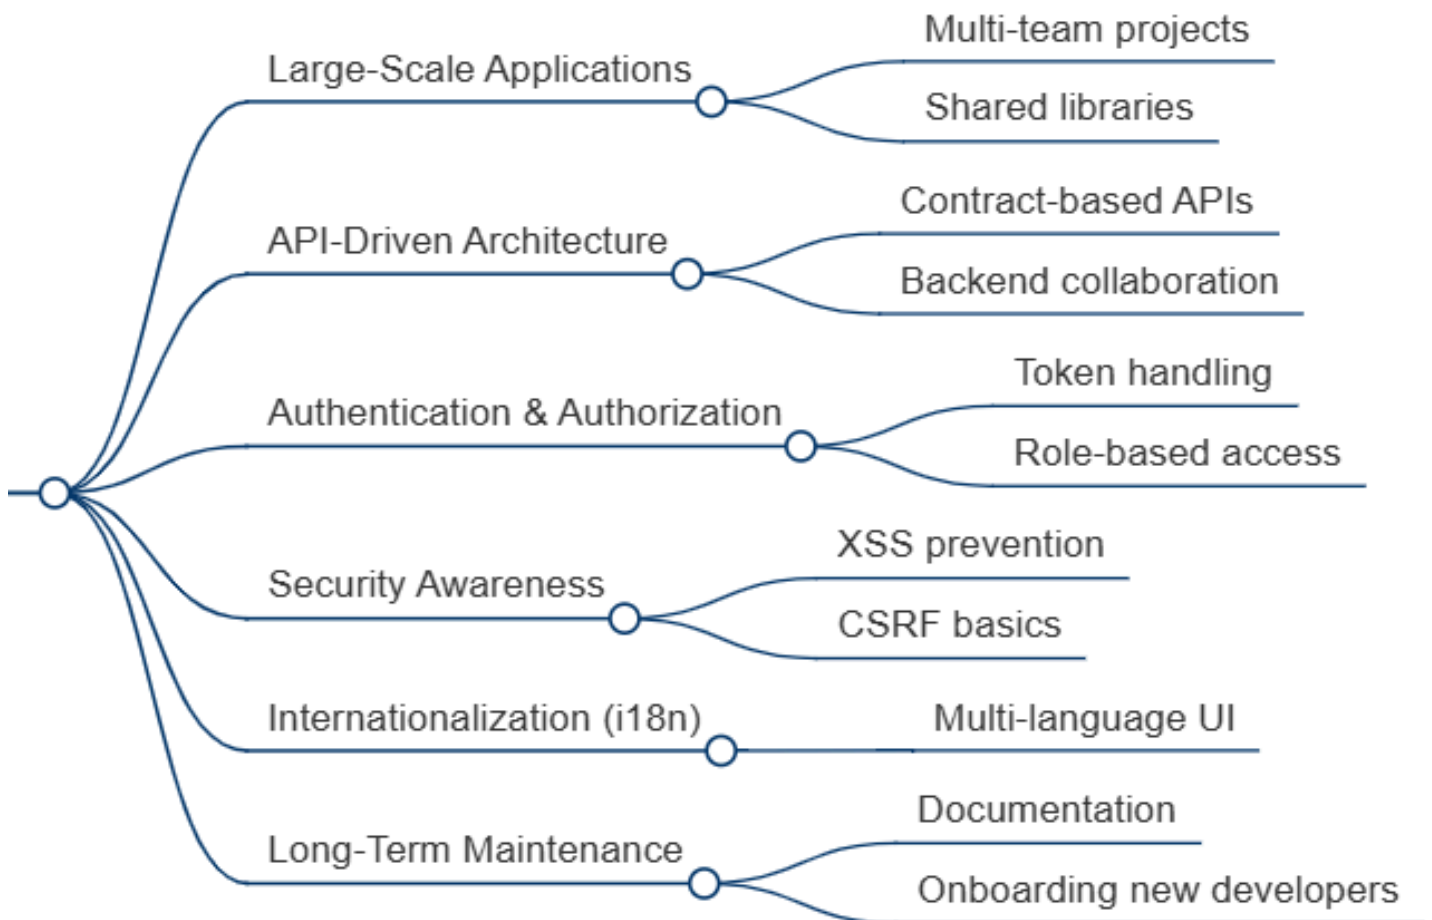 Large-Scale Applications
Multi-team projects
Shared libraries
API-Driven Architecture
Contract-based APIs
Backend collaboration
Authentication & Authorization
Token handling
Role-based access
Security Awareness
XSS prevention
CSRF basics
Internationalization (i18n)
Multi-language UI
Long-Term Maintenance
Documentation
Onboarding new developers